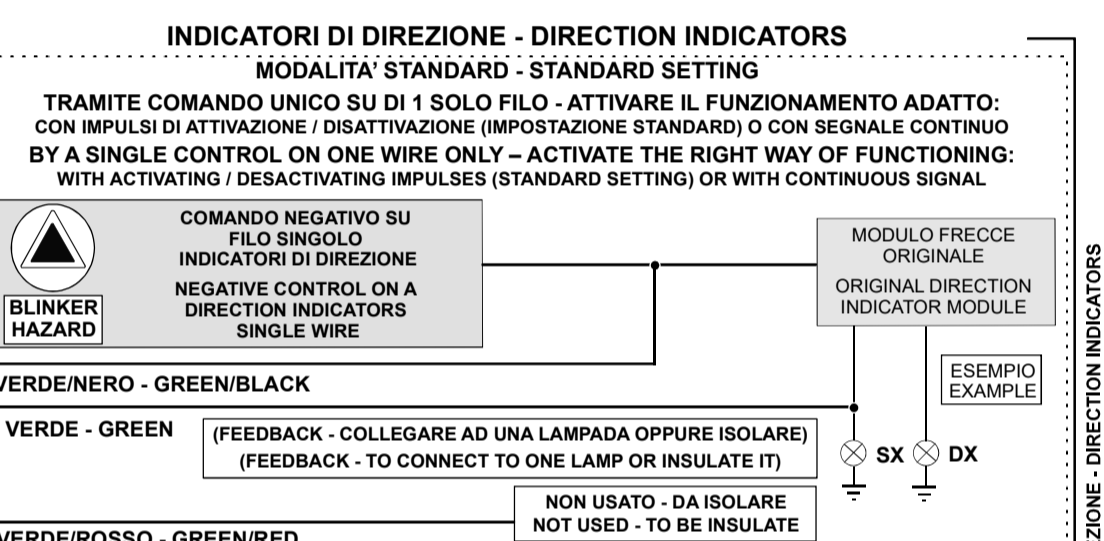 INDICATORI DI DIREZIONE - DIRECTION INDICATORS
MODALITA' STANDARD - STANDARD SETTING
TRAMITE COMANDO UNICO SU DI 1 SOLO FILO - ATTIVARE IL FUNZIONAMENTO ADATTO:
CON IMPULSI DI ATTIVAZIONE / DISATTIVAZIONE (IMPOSTAZIONE STANDARD) O CON SEGNALE CONTINUO
BY A SINGLE CONTROL ON ONE WIRE ONLY – ACTIVATE THE RIGHT WAY OF FUNCTIONING:
WITH ACTIVATING / DESACTIVATING IMPULSES (STANDARD SETTING) OR WITH CONTINUOUS SIGNAL
BLINKER
HAZARD
COMANDO NEGATIVO SU
FILO SINGOLO
INDICATORI DI DIREZIONE
NEGATIVE CONTROL ON A
DIRECTION INDICATORS
SINGLE WIRE
MODULO FRECCE
ORIGINALE
ORIGINAL DIRECTION
INDICATOR MODULE
VERDE/NERO - GREEN/BLACK
ESEMPIO
EXAMPLE
VERDE - GREEN
(FEEDBACK - COLLEGARE AD UNA LAMPADA OPPURE ISOLARE)
(FEEDBACK - TO CONNECT TO ONE LAMP OR INSULATE IT)
SX
DX
NON USATO - DA ISOLARE
NOT USED - TO BE INSULATE
VERDE/ROSSO - GREEN/RED
ZIONE - DIRECTION INDICATORS